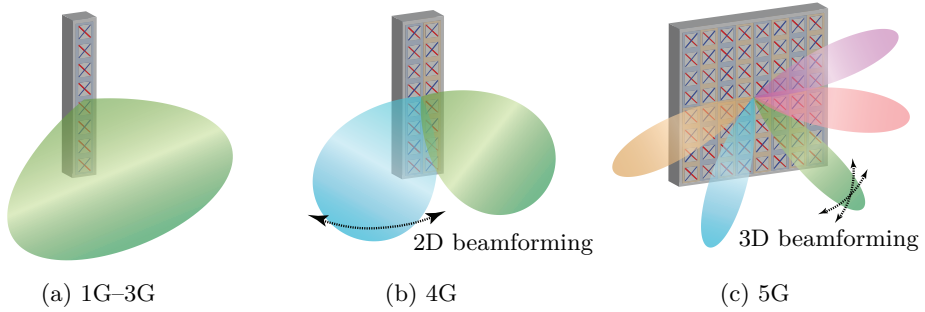 2D beamforming
3D beamforming
(a) 1G–3G
(b) 4G
(c) 5G